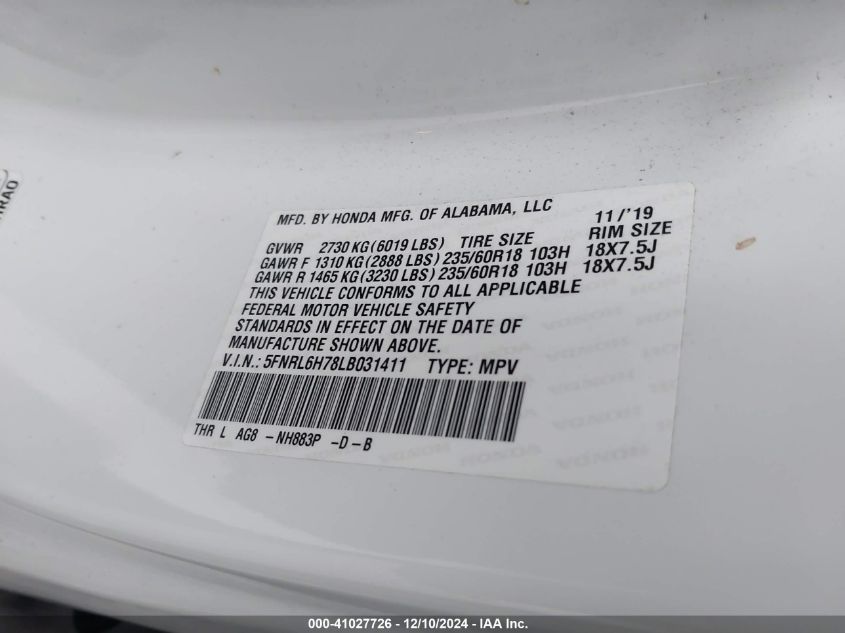 MFD. BY HONDA MFG. OF ALABAMA, LLC 11/'19
GVWR 2730 KG (6019 LBS) TIRE SIZE RIM SIZE
GAWR F 1310 KG (2888 LBS) 235/60R18 103H 18X7.5J
GAWR R 1465 KG (3230 LBS) 235/60R18 103H 18X7.5J
THIS VEHICLE CONFORMS TO ALL APPLICABLE
FEDERAL MOTOR VEHICLE SAFETY
STANDARDS IN EFFECT ON THE DATE OF
MANUFACTURE SHOWN ABOVE.
V.I.N.: 5FNRL6H78LB031411 TYPE: MPV
THR L AG8 -NH883P -D-B
HONDA HONDA
000-41027726 - 12/10/2024 - IAA Inc.